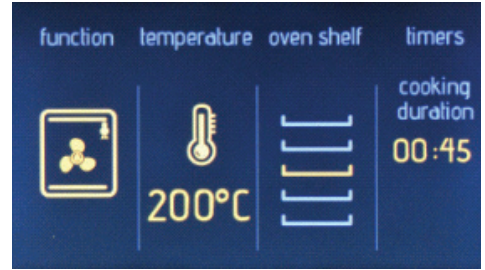 function temperature oven shelf timers
cooking
duration
00:45
200°C